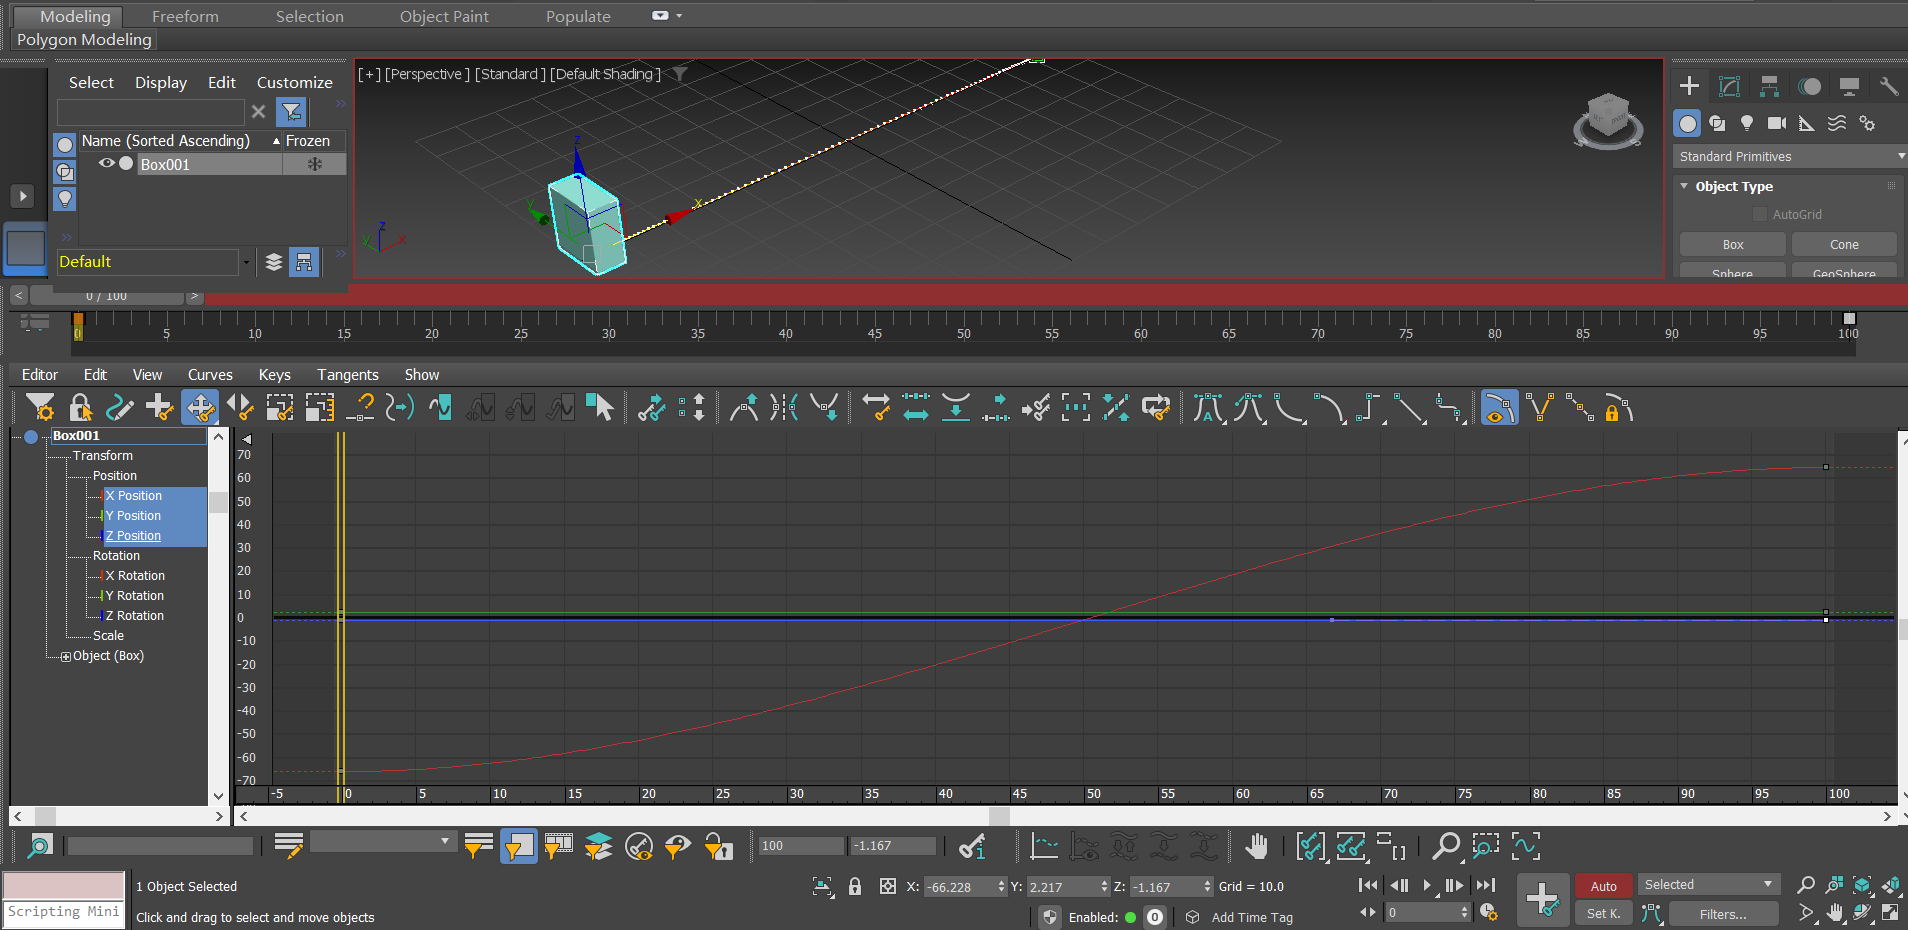 Modeling Freeform Selection Object Paint Populate
Polygon Modeling
Select Display Edit Customize
Name (Sorted Ascending) Frozen
Box001
Default
[+] [Perspective ] [Standard ] [Default Shading ]
z
x
y
z
y
x
Standard Primitives
Object Type
AutoGrid
Box Cone
Sphere GeoSphere
< 0 / 100 >
0 5 10 15 20 25 30 35 40 45 50 55 60 65 70 75 80 85 90 95 100
Editor Edit View Curves Keys Tangents Show
Box001
Transform
Position
X Position
Y Position
Z Position
Rotation
X Rotation
Y Rotation
Z Rotation
Scale
Object (Box)
70
60
50
40
30
20
10
0
-10
-20
-30
-40
-50
-60
-70
-5 0 5 10 15 20 25 30 35 40 45 50 55 60 65 70 75 80 85 90 95 100
100 -1.167
1 Object Selected X: -66.228 Y: 2.217 Z: -1.167 Grid = 10.0 Auto Selected
Scripting Mini Click and drag to select and move objects Enabled: 0 Add Time Tag 0 Set K. Filters...